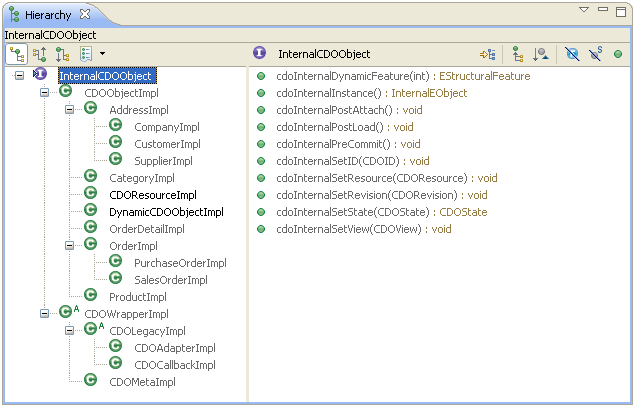 Hierarchy
InternalCDOObject
InternalCDOObject
CDOObjectImpl
AddressImpl
CompanyImpl
CustomerImpl
SupplierImpl
CategoryImpl
CDOResourceImpl
DynamicCDOObjectImpl
OrderDetailImpl
OrderImpl
PurchaseOrderImpl
SalesOrderImpl
ProductImpl
CDOWrapperImpl
CDOLegacyImpl
CDOAdapterImpl
CDOCallbackImpl
CDOMetaImpl
InternalCDOObject
cdoInternalDynamicFeature(int) : EStructuralFeature
cdoInternalInstance() : InternalEObject
cdoInternalPostAttach() : void
cdoInternalPostLoad() : void
cdoInternalPreCommit() : void
cdoInternalSetID(CDOID) : void
cdoInternalSetResource(CDOResource) : void
cdoInternalSetRevision(CDORevision) : void
cdoInternalSetState(CDOState) : CDOState
cdoInternalSetView(CDOView) : void